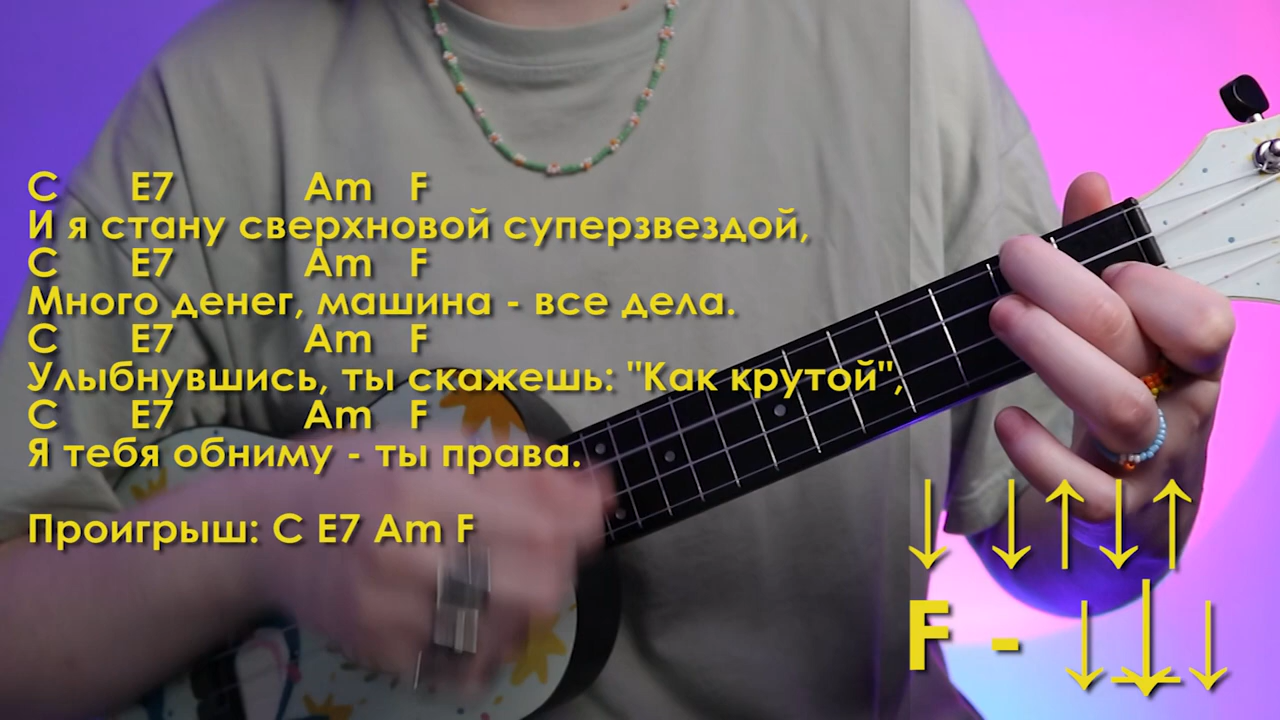 C E7 Am F
И я стану сверхновой суперзвездой,
C E7 Am F
Много денег, машина - все дела.
C E7 Am F
Улыбнувшись, ты скажешь: "Как крутой",
C E7 Am F
Я тебя обниму - ты права.
Проигрыш: C E7 Am F
↓ ↓↑↓↑
F - ↓↓↓